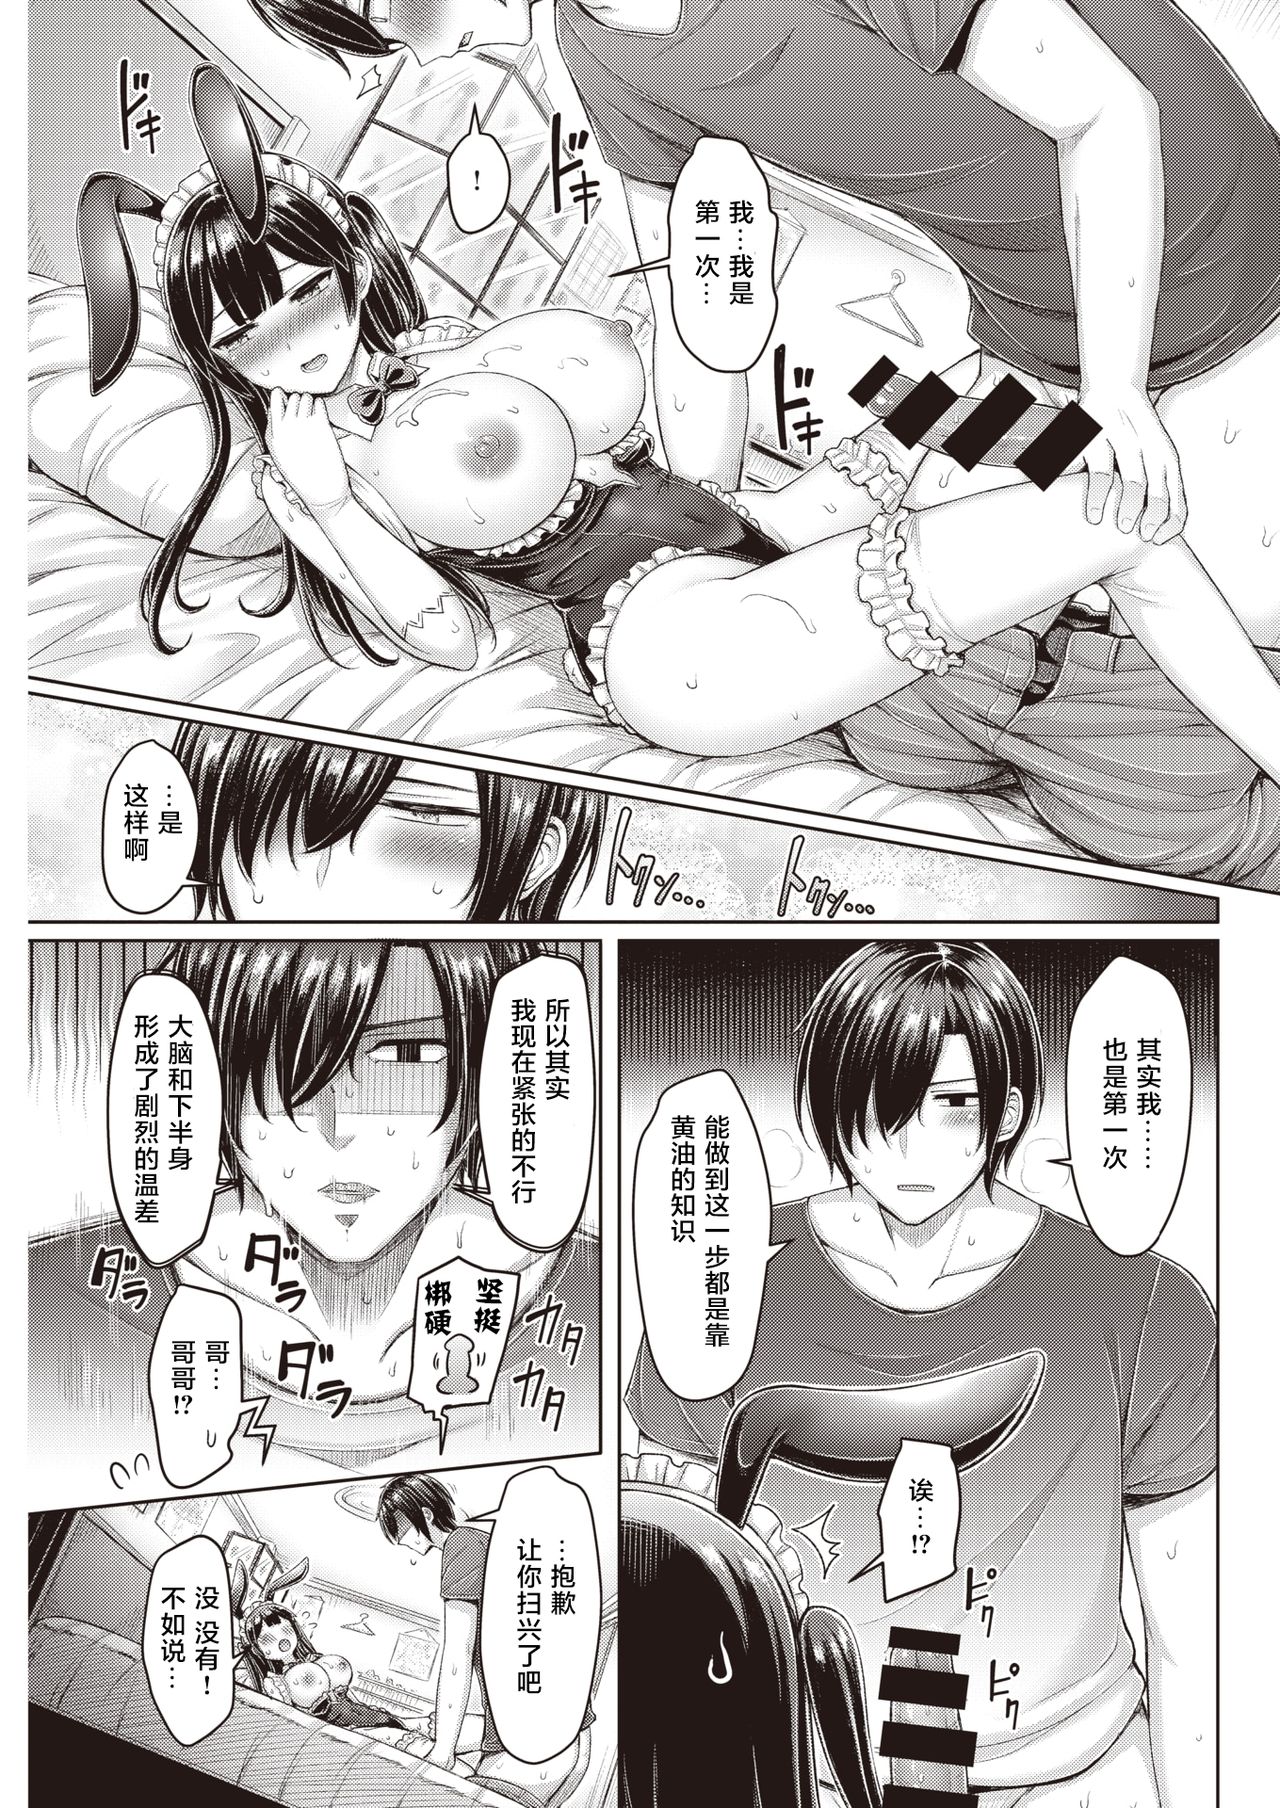 ドキ
！
ドキ
我…我是
第一次…
ドキ
…是
这样啊
トクン…
トクン…
其实我……
也是第一次
能做到这一步都是靠
黄油的知识
诶…!?
ピク
ピク
所以其实
我现在紧张的不行
大脑和下半身
形成了剧烈的温差
坚挺
梆硬
カタ
カタ
ダラ
ダラ
ダラ
哥…
哥哥!?
…抱歉
让你扫兴了吧
没 没有！
不如说…